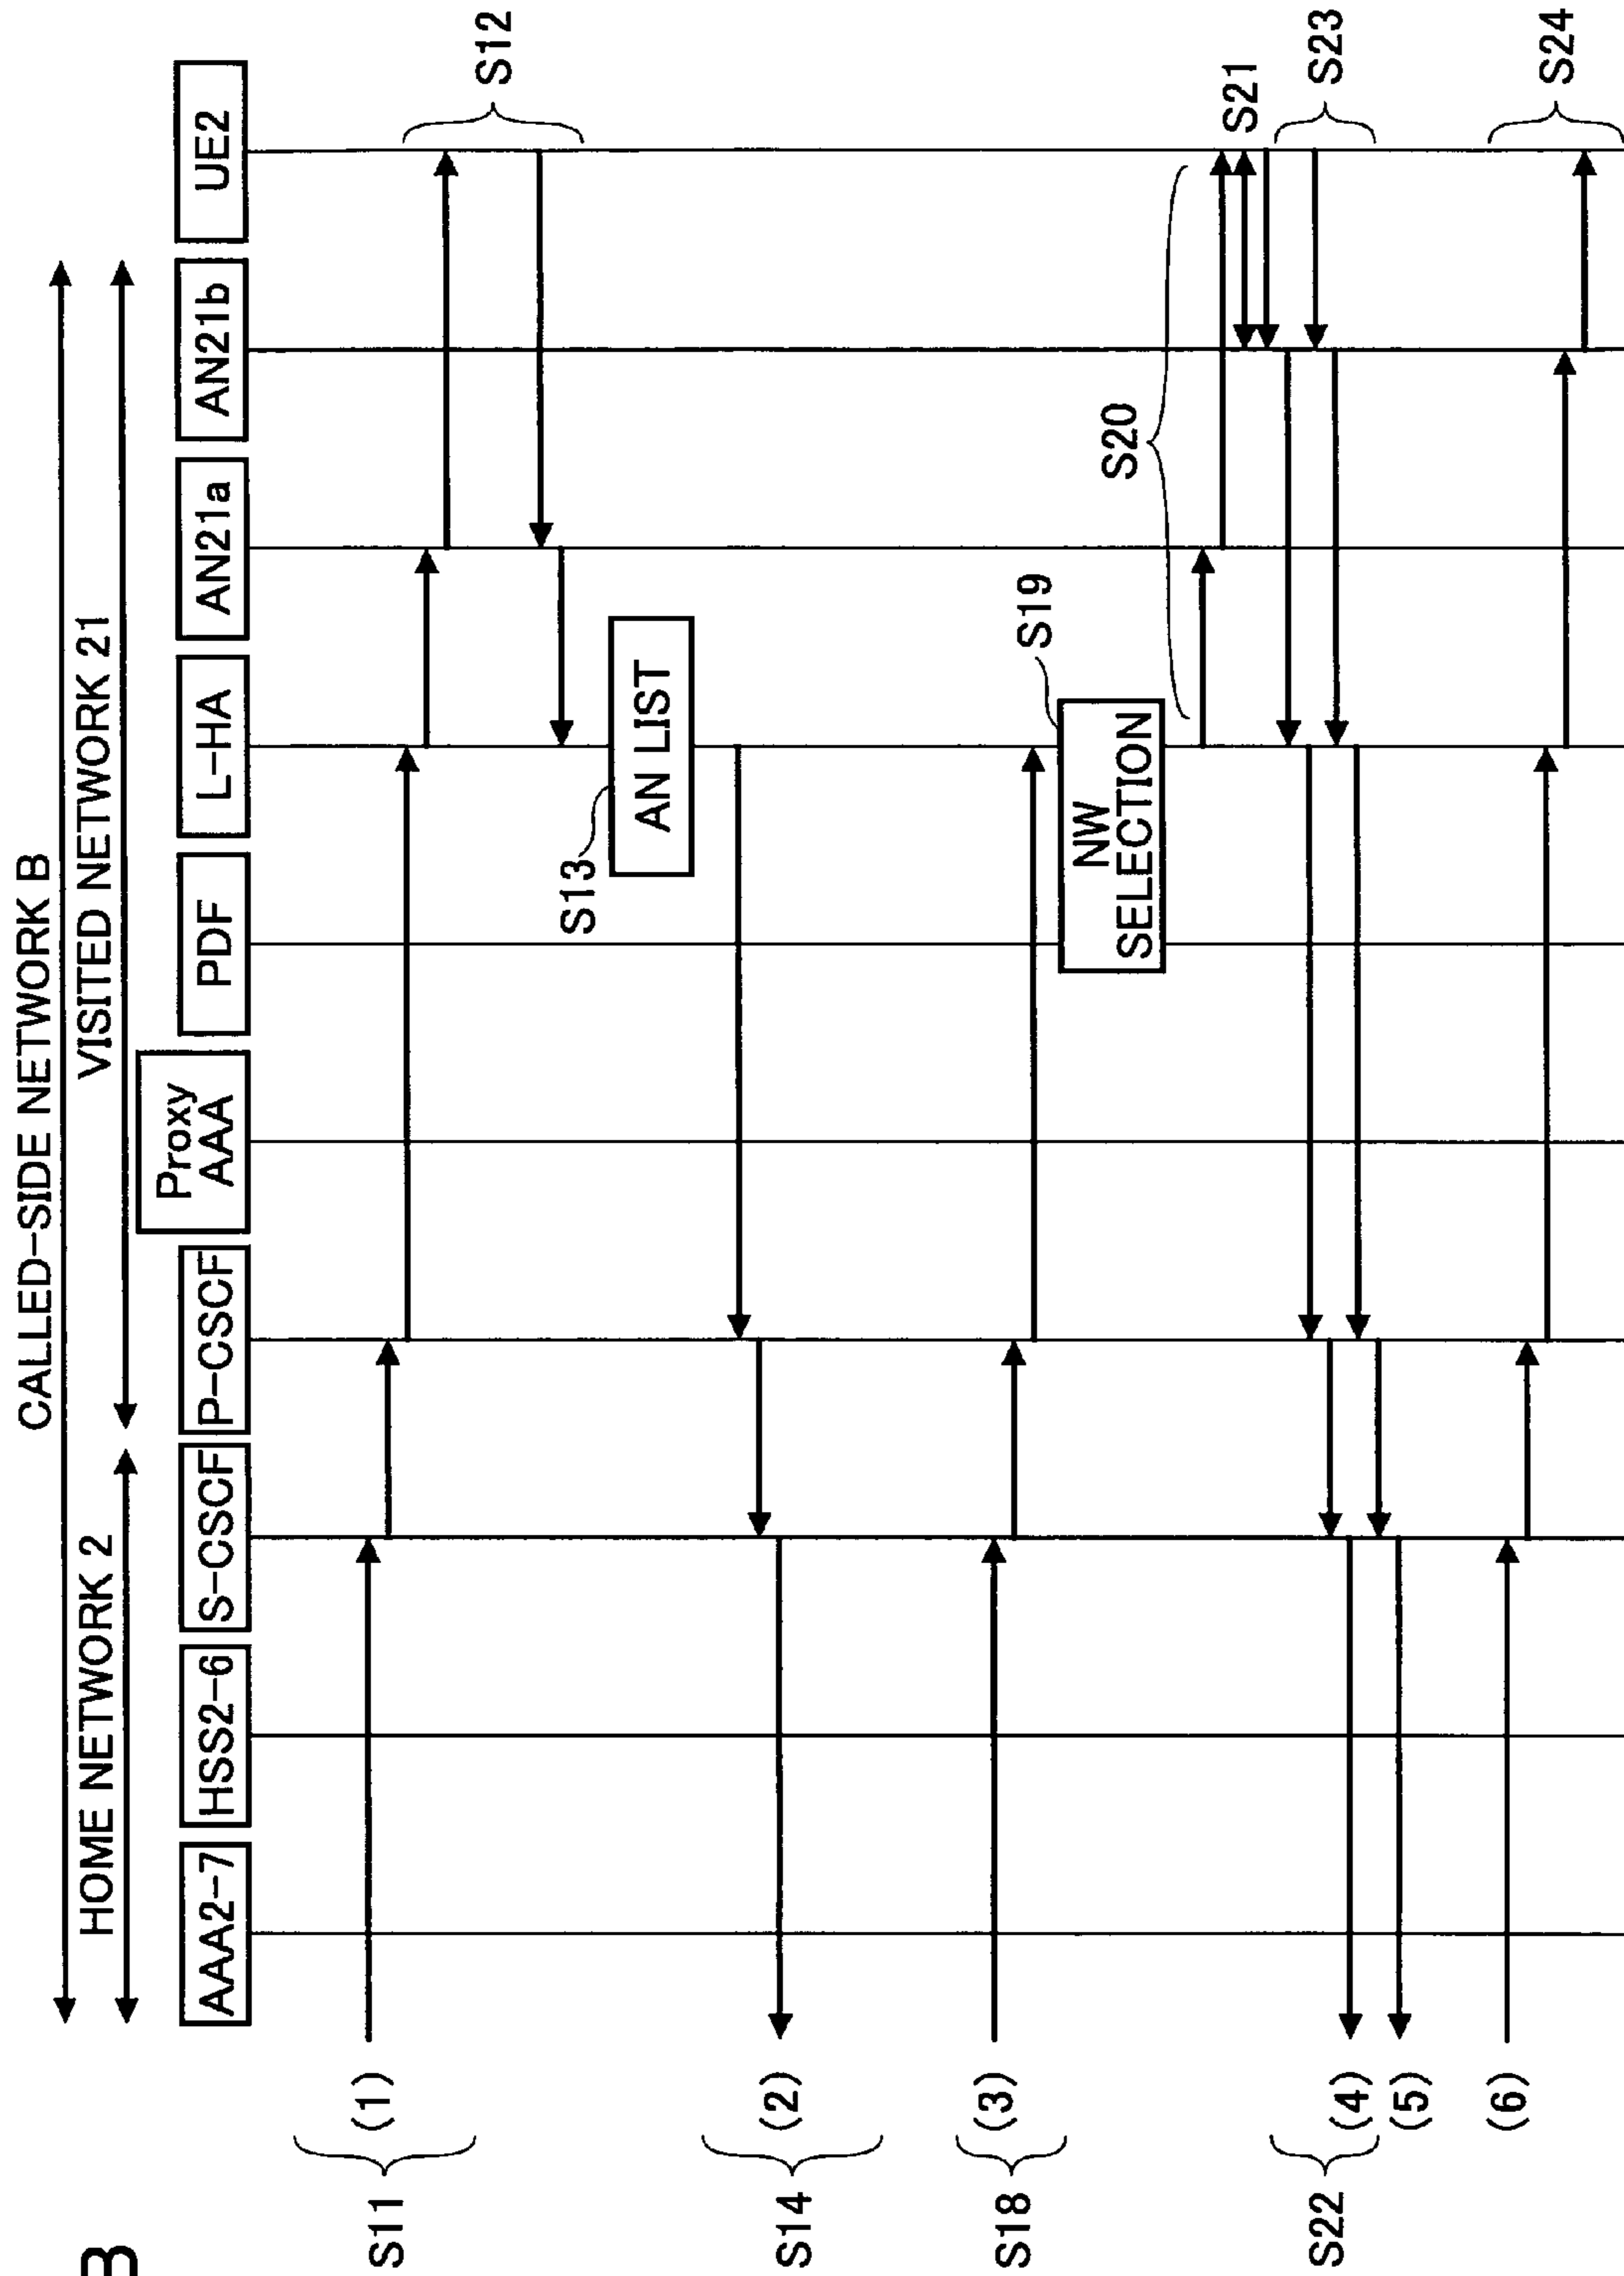 B
CALLED-SIDE NETWORK B
HOME NETWORK 2
VISITED NETWORK 21
AAA2-7
HSS2-6
S-CSCF
P-CSCF
Proxy
AAA
PDF
L-HA
AN21a
AN21b
UE2
S11
(1)
S12
S13
AN LIST
S14
(2)
S18
(3)
S19
NW
SELECTION
S20
S21
S22
(4)
S23
(5)
(6)
S24